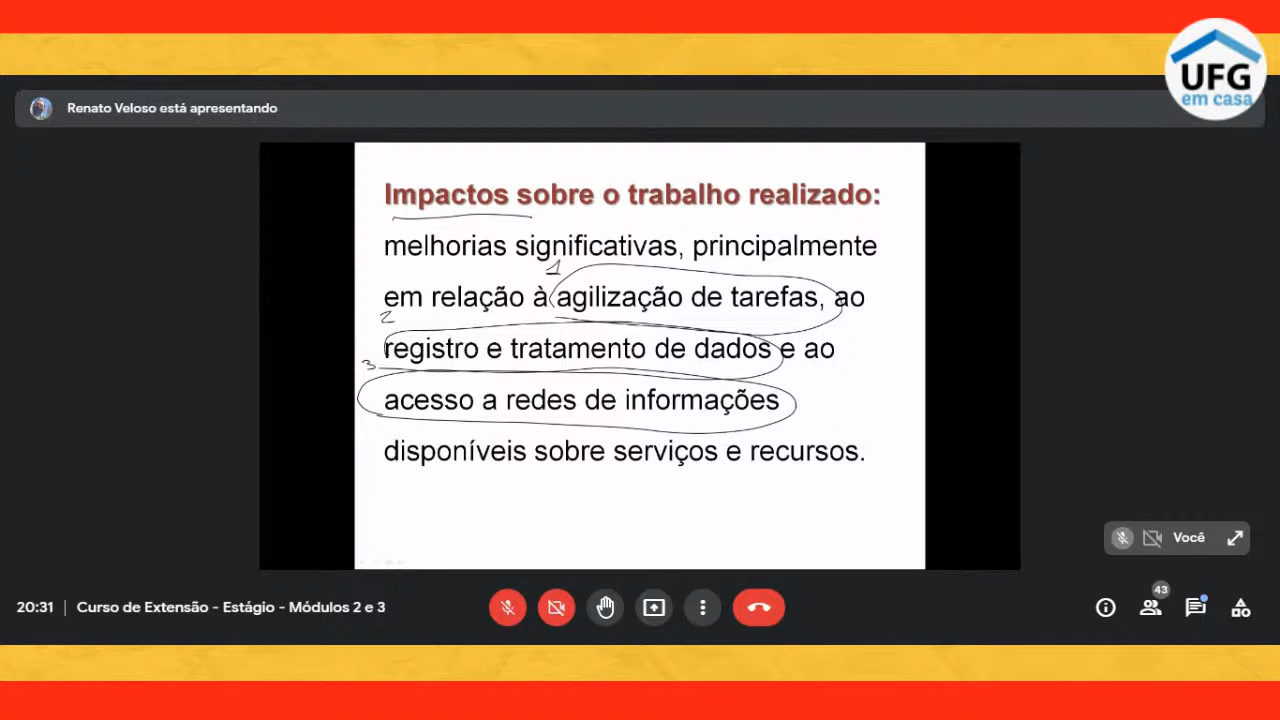 UFG
em casa
Renato Veloso está apresentando
Impactos sobre o trabalho realizado:
melhorias significativas, principalmente
1
em relação à agilização de tarefas, ao
2
registro e tratamento de dados e ao
3
acesso a redes de informações
disponíveis sobre serviços e recursos.
Você
20:31 | Curso de Extensão - Estágio - Módulos 2 e 3
43